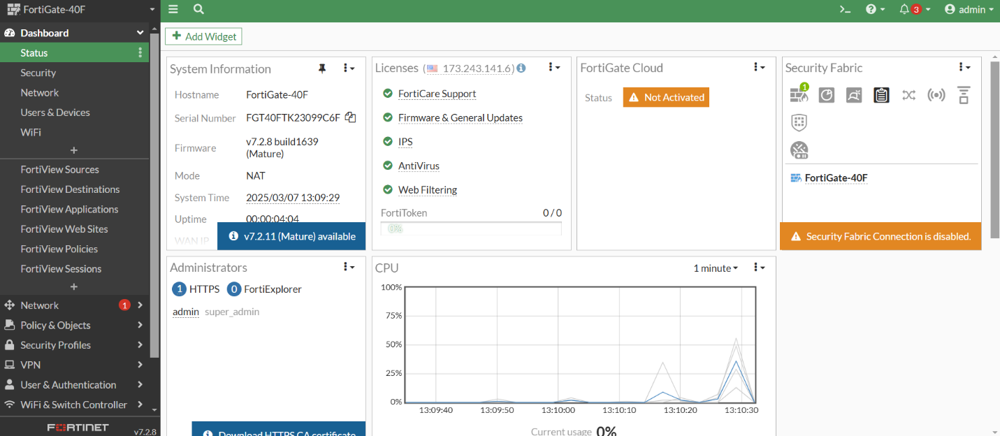 FortiGate-40F
3
admin
Dashboard
Status
Security
Network
Users & Devices
WiFi
FortiView Sources
FortiView Destinations
FortiView Applications
FortiView Web Sites
FortiView Policies
FortiView Sessions
Network 1
Policy & Objects
Security Profiles
VPN
User & Authentication
WiFi & Switch Controller
FORTINET v7.2.8
Add Widget
System Information
Hostname FortiGate-40F
Serial Number FGT40FTK23099C6F
Firmware v7.2.8 build1639
(Mature)
Mode NAT
System Time 2025/03/07 13:09:29
Uptime 00:00:04:04
WAN IP
v7.2.11 (Mature) available
Licenses (173.243.141.6)
FortiCare Support
Firmware & General Updates
IPS
AntiVirus
Web Filtering
FortiToken 0 / 0
0%
FortiGate Cloud
Status Not Activated
Security Fabric
1
FortiGate-40F
Security Fabric Connection is disabled.
Administrators
1 HTTPS 0 FortiExplorer
admin super_admin
Download HTTPS CA certificate
CPU 1 minute
100%
75%
50%
25%
0%
13:09:40 13:09:50 13:10:00 13:10:10 13:10:20 13:10:30
Current usage 0%